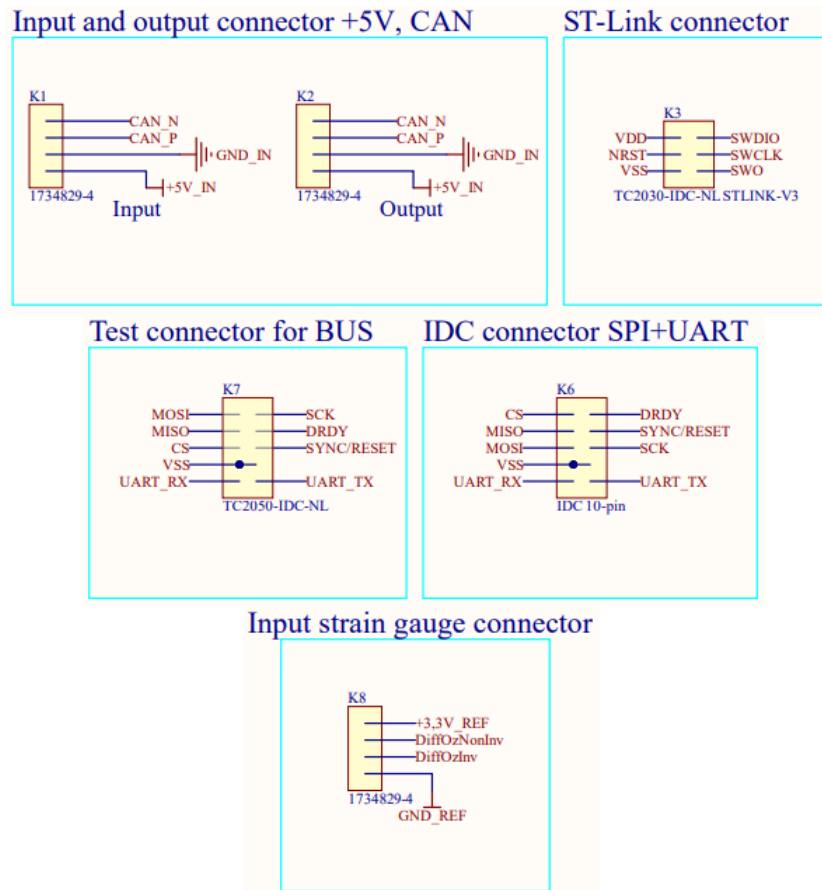 Input and output connector +5V, CAN
ST-Link connector
K1
CAN_N
CAN_P
GND_IN
+5V_IN
1734829-4
Input
K2
CAN_N
CAN_P
GND_IN
+5V_IN
1734829-4
Output
K3
VDD
SWDIO
NRST
SWCLK
VSS
SWO
TC2030-IDC-NL STLINK-V3
Test connector for BUS
IDC connector SPI+UART
K7
MOSI
SCK
MISO
DRDY
CS
SYNC/RESET
VSS
UART_RX
UART_TX
TC2050-IDC-NL
K6
CS
DRDY
MISO
SYNC/RESET
MOSI
SCK
VSS
UART_RX
UART_TX
IDC 10-pin
Input strain gauge connector
K8
+3,3V_REF
DiffOzNonInv
DiffOzInv
1734829-4
GND_REF